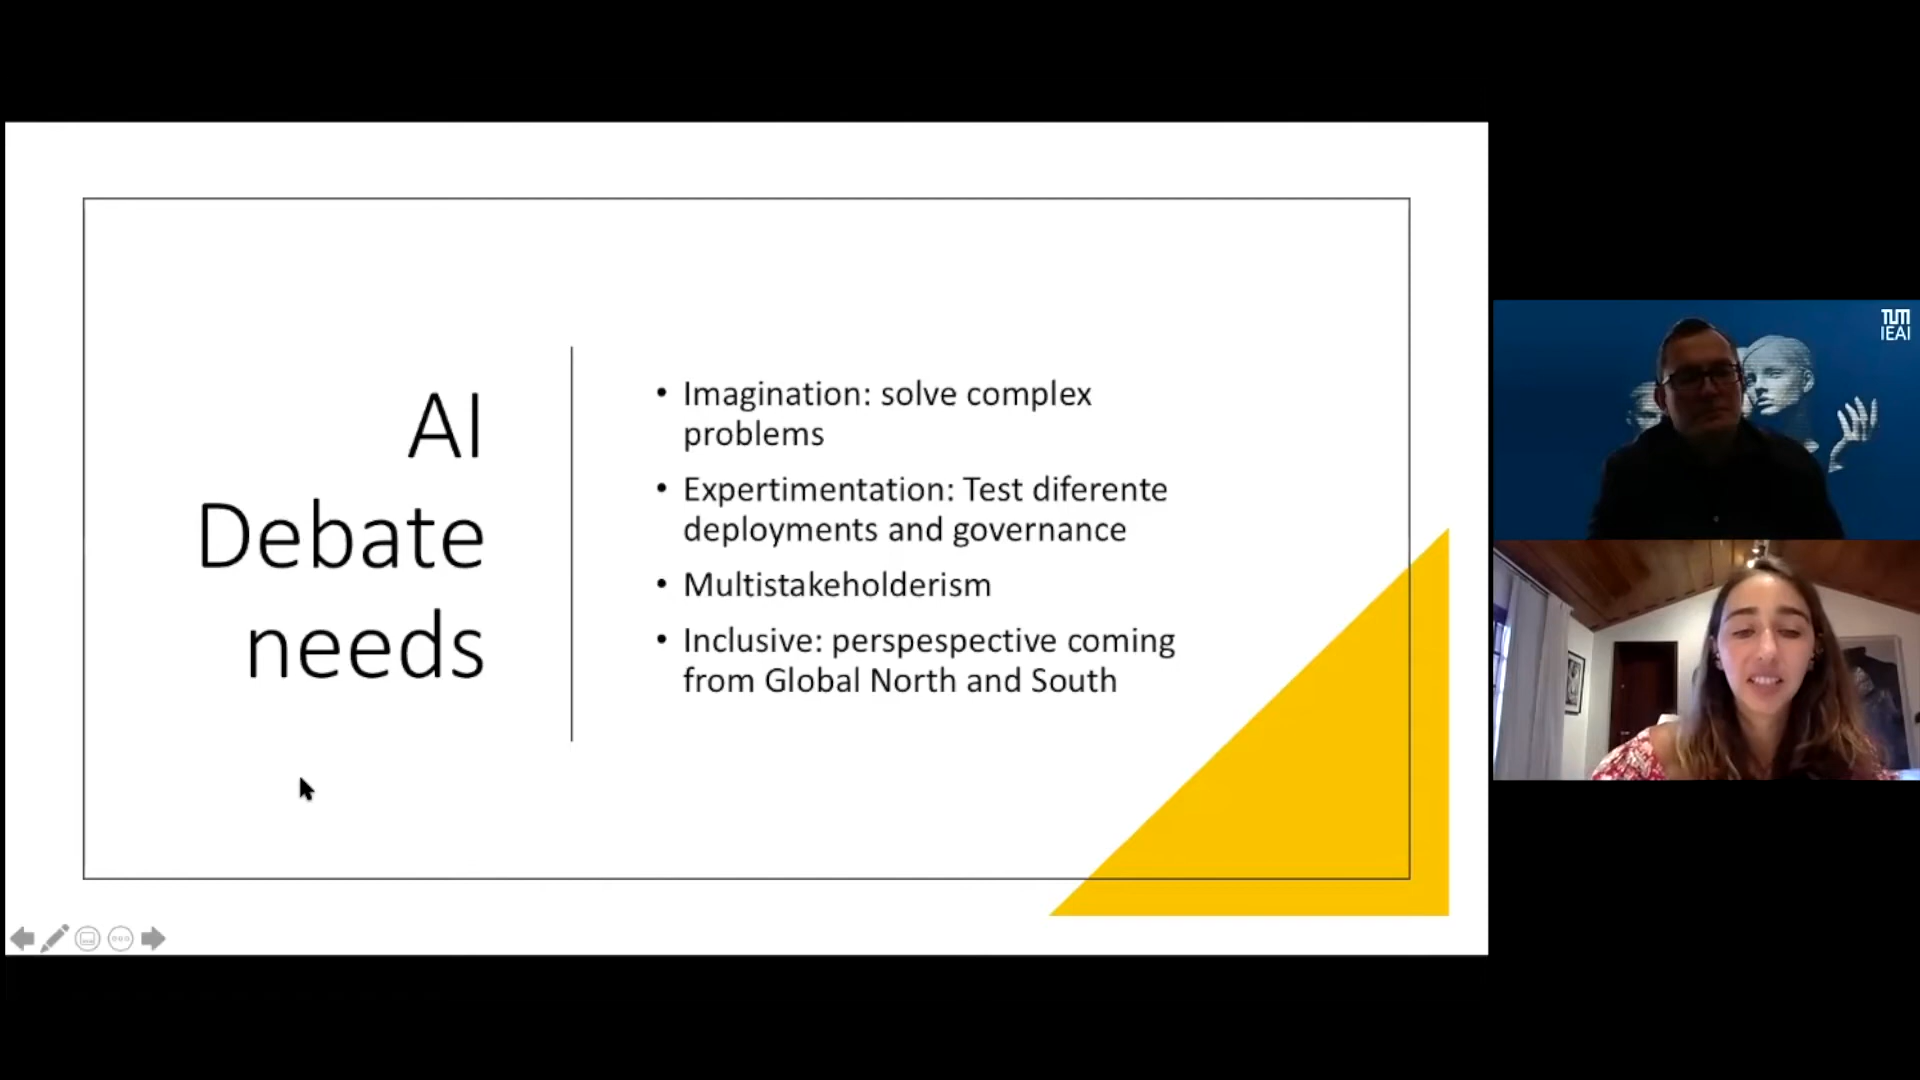 AI
Debate
needs
• Imagination: solve complex
problems
• Expertimentation: Test diferente
deployments and governance
• Multistakeholderism
• Inclusive: perspespective coming
from Global North and South
TUM
IEAI